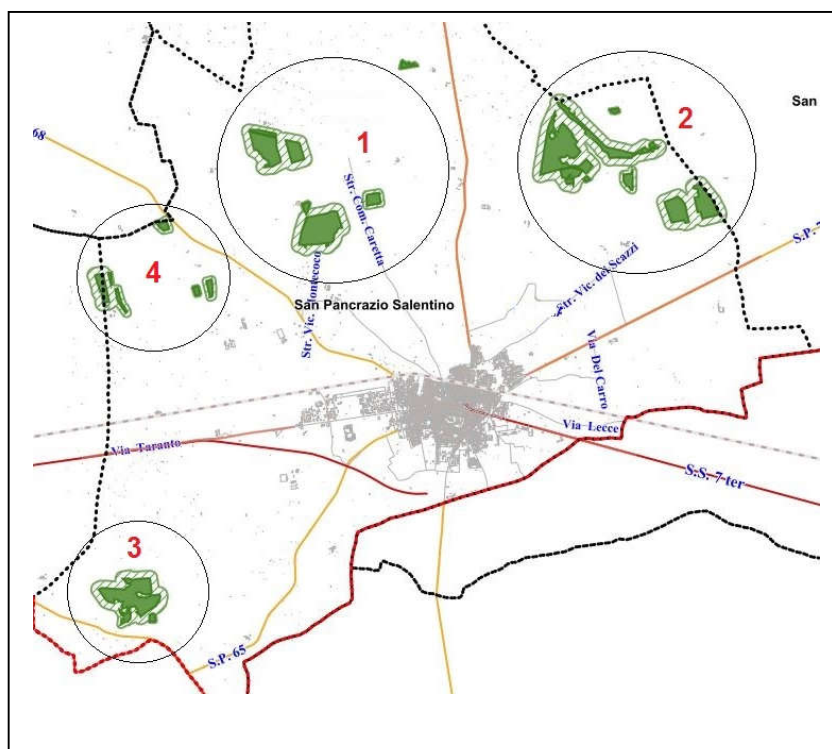 San
1
2
68
Str. Com. Caretta
S.P. 7
4
San Pancrazio Salentino
Str. Vic. dei Scazzi
Str. Vic. Montecoco
Via Del Carro
Via Lecce
Via Taranto
S.S. 7 ter
3
S.P. 65